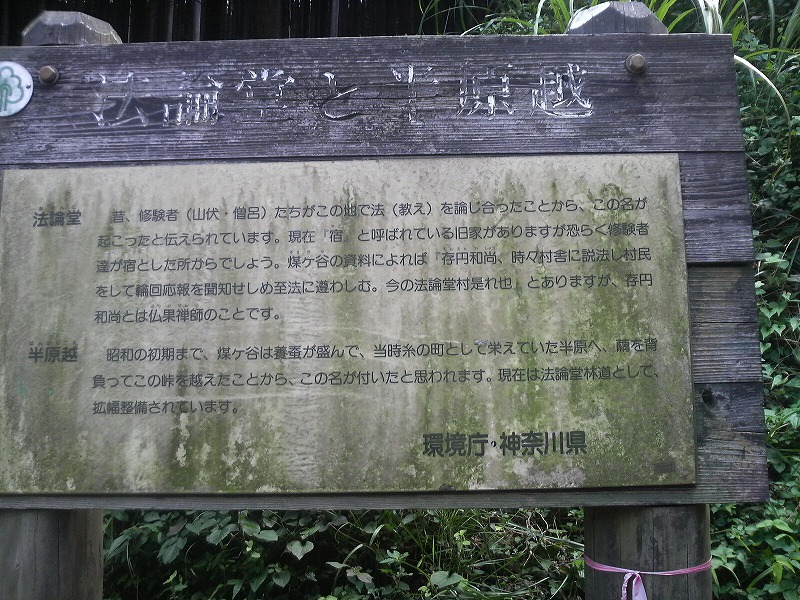 法論堂と半原越
法論堂 昔、修験者（山伏・僧呂）たちがこの地で法（教え）を論じ合ったことから、この名が
起こったと伝えられています。現在『宿』と呼ばれている旧家がありますが恐らく修験者
達が宿とした所からでしょう。煤ケ谷の資料によれば『存円和尚、時々村舎に説法し村民
をして輪回応報を聞知せしめ至法に遵わしむ。今の法論堂村是れ也』とありますが、存円
和尚とは仏果禅師のことです。
半原越 昭和の初期まで、煤ケ谷は養蚕が盛んで、当時糸の町として栄えていた半原へ、繭を背
負ってこの峠を越えたことから、この名が付いたと思われます。現在は法論堂林道として、
拡幅整備されています。
環境庁・神奈川県